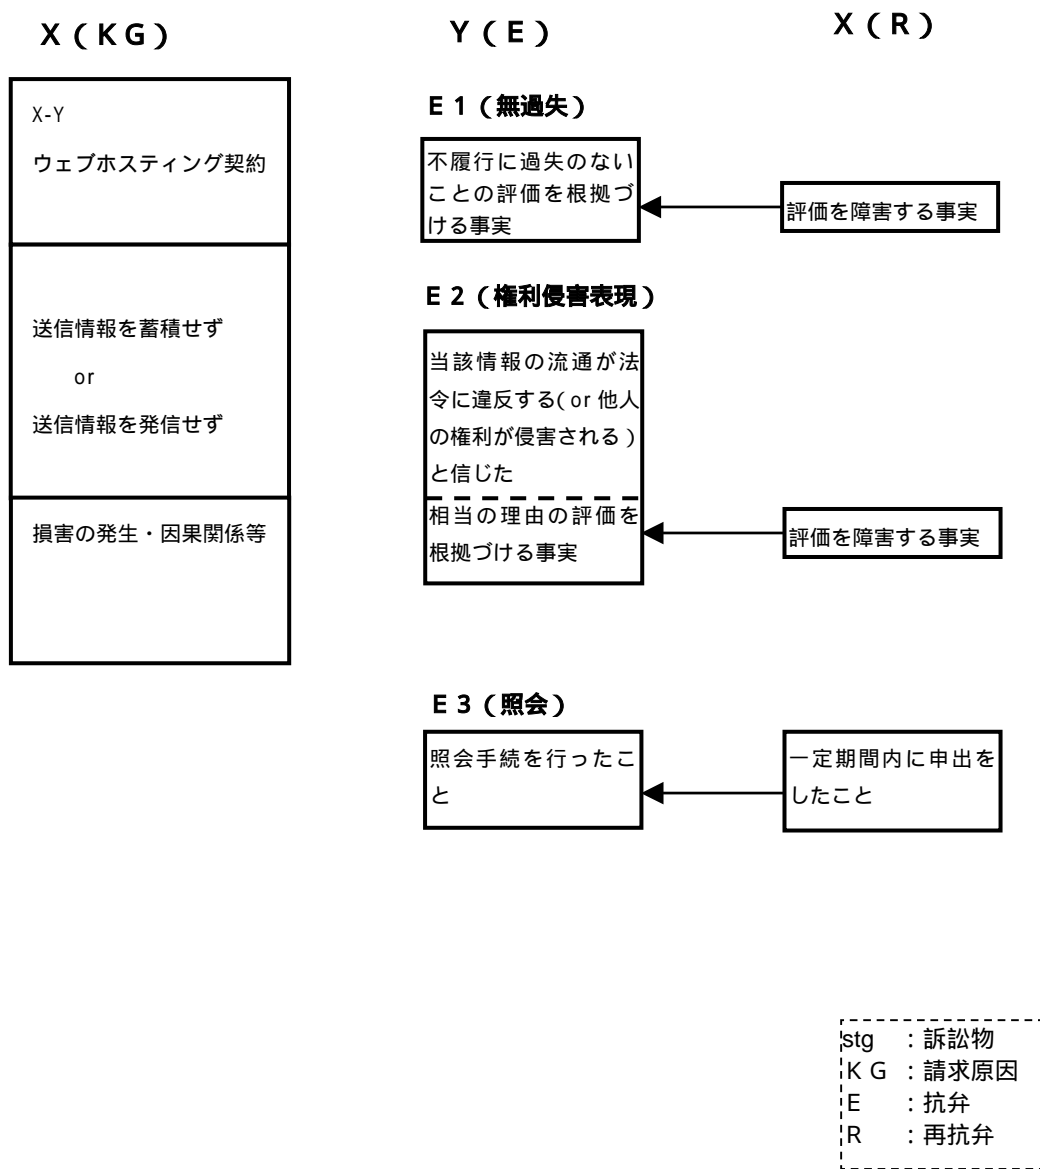 X（KG）
Y（E）
X（R）
X-Y
ウェブホスティング契約
送信情報を蓄積せず
or
送信情報を発信せず
損害の発生・因果関係等
E１（無過失）
不履行に過失のない
ことの評価を根拠づ
ける事実
評価を障害する事実
E２（権利侵害表現）
当該情報の流通が法
令に違反する（or 他人
の権利が侵害される）
と信じた
相当の理由の評価を
根拠づける事実
評価を障害する事実
E３（照会）
照会手続を行ったこ
と
一定期間内に申出を
したこと
stg ：訴訟物
KG ：請求原因
E ：抗弁
R ：再抗弁